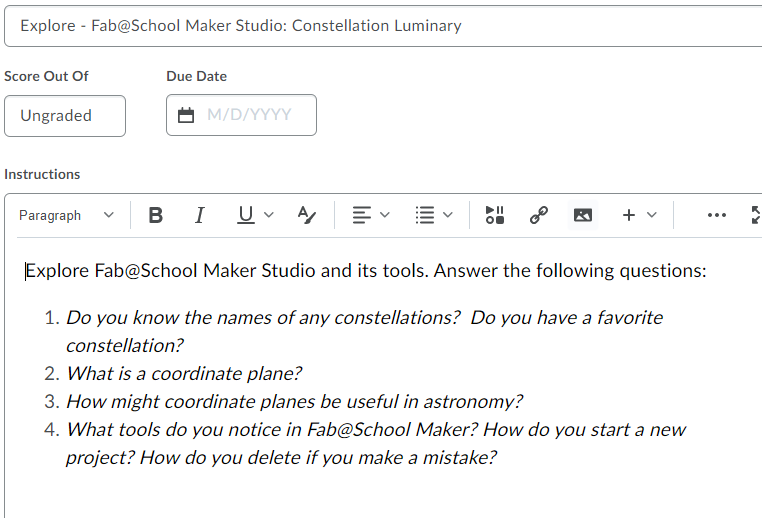 Explore - Fab@School Maker Studio: Constellation Luminary
Score Out Of Due Date
Ungraded M/D/YYYY
Instructions
Paragraph B I U A +
Explore Fab@School Maker Studio and its tools. Answer the following questions:
1. Do you know the names of any constellations?  Do you have a favorite
constellation?
2. What is a coordinate plane?
3. How might coordinate planes be useful in astronomy?
4. What tools do you notice in Fab@School Maker? How do you start a new
project? How do you delete if you make a mistake?